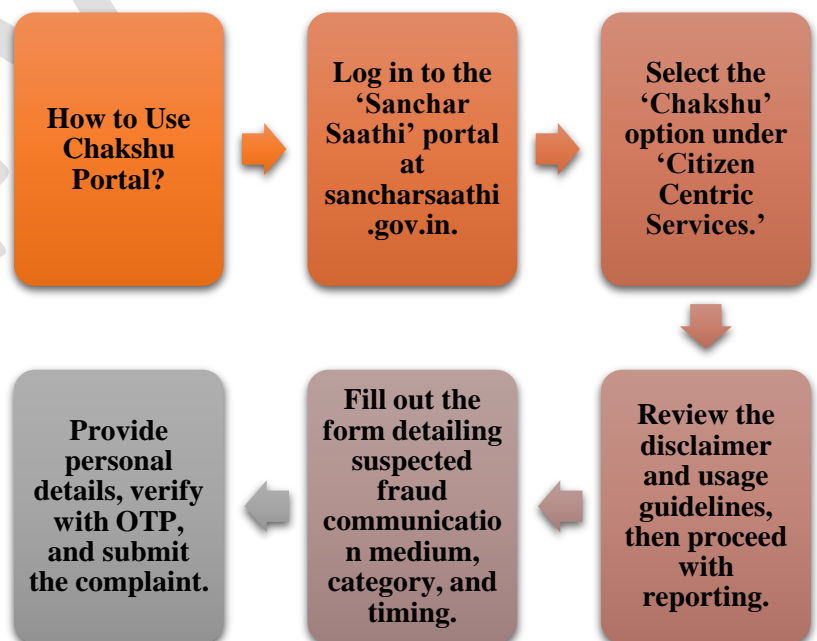 How to Use
Chakshu
Portal?
Log in to the
‘Sanchar
Saathi’ portal
at
sancharsaathi
.gov.in.
Select the
‘Chakshu’
option under
‘Citizen
Centric
Services.’
Review the
disclaimer
and usage
guidelines,
then proceed
with
reporting.
Fill out the
form detailing
suspected
fraud
communicatio
n medium,
category, and
timing.
Provide
personal
details, verify
with OTP,
and submit
the complaint.